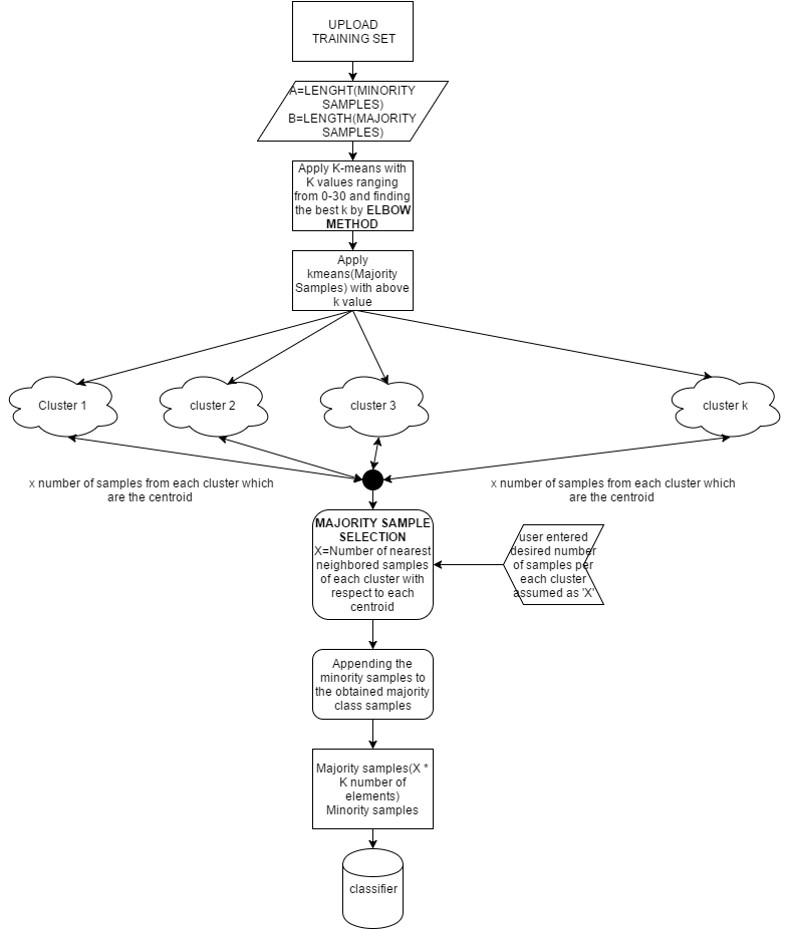 UPLOAD
TRAINING SET
A=LENGHT(MINORITY
SAMPLES)
B=LENGTH(MAJORITY
SAMPLES)
Apply K-means with
K values ranging
from 0-30 and finding
the best k by ELBOW
METHOD
Apply
kmeans(Majority
Samples) with above
k value
Cluster 1
cluster 2
cluster 3
cluster k
x number of samples from each cluster which
are the centroid
x number of samples from each cluster which
are the centroid
MAJORITY SAMPLE
SELECTION
X=Number of nearest
neighbored samples
of each cluster with
respect to each
centroid
user entered
desired number
of samples per
each cluster
assumed as 'X'
Appending the
minority samples to
the obtained majority
class samples
Majority samples(X *
K number of
elements)
Minority samples
classifier